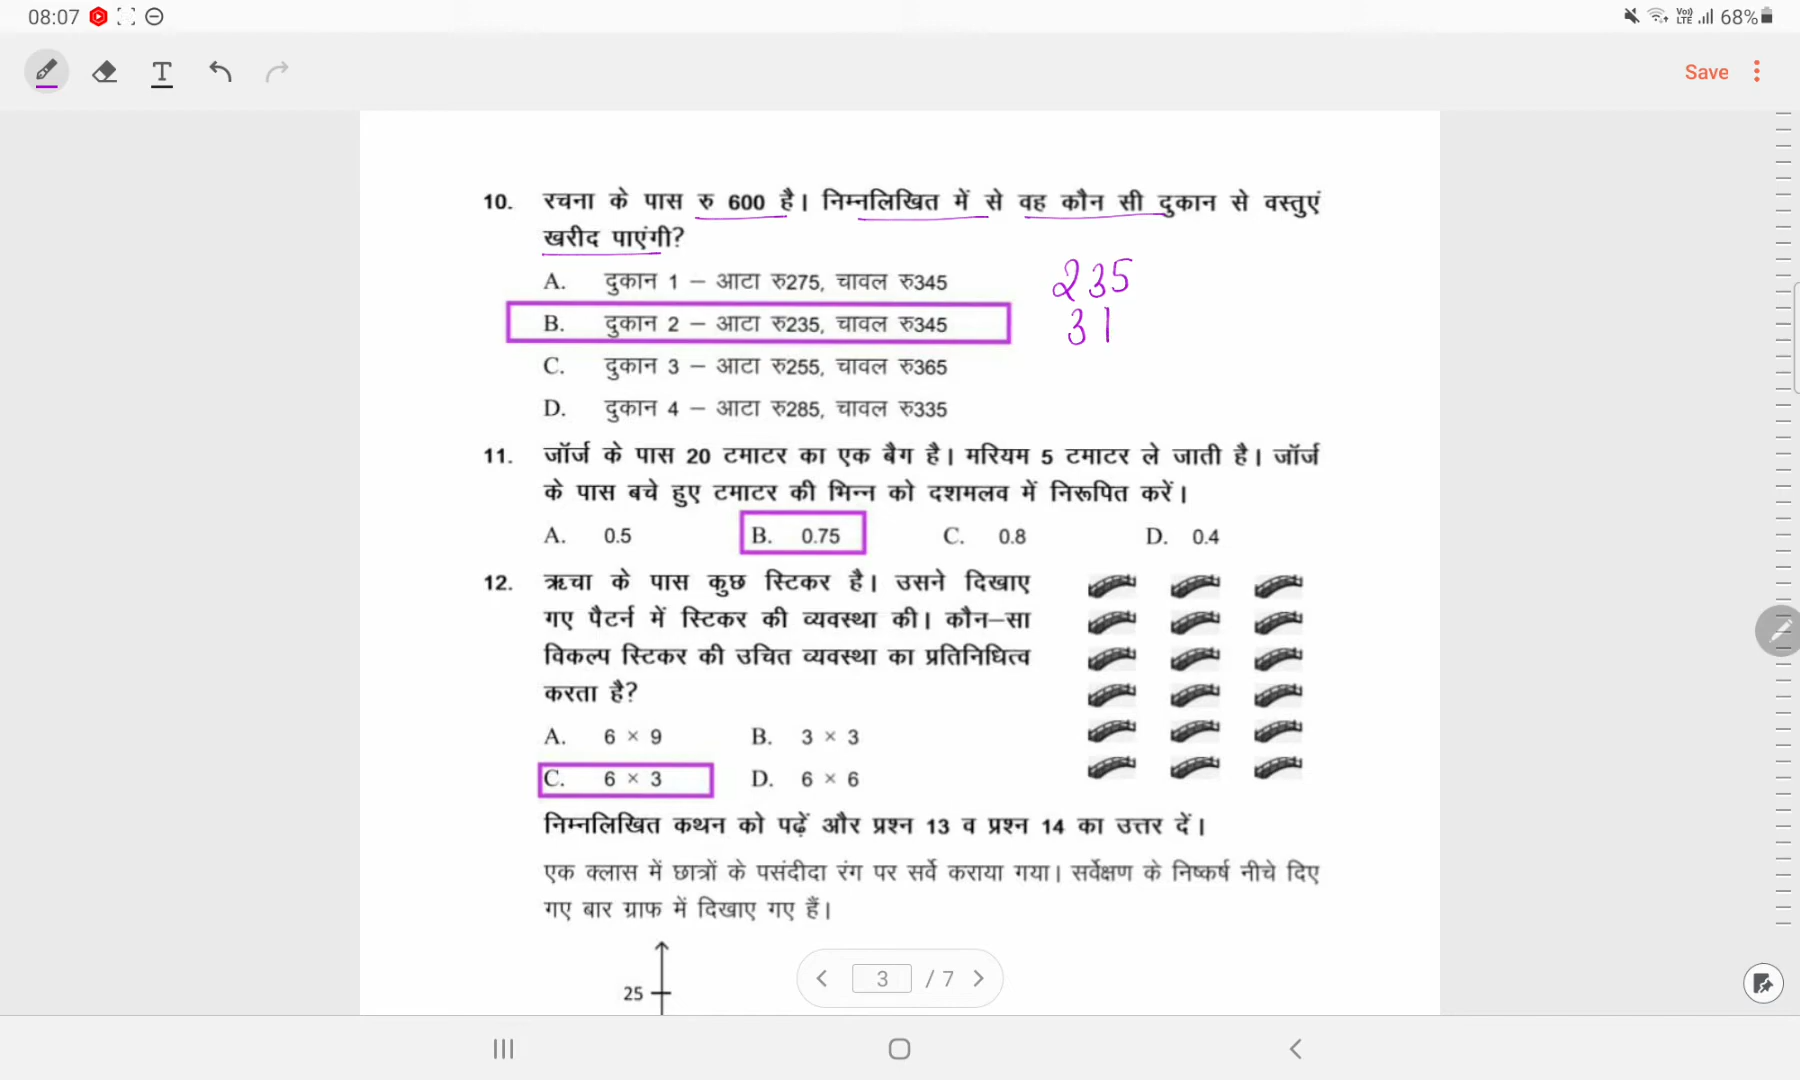 08:07
Vo)) LTE 68%
T Save
10. रचना के पास रु 600 है। निम्नलिखित में से वह कौन सी दुकान से वस्तुएं
खरीद पाएंगी?
A. दुकान 1 – आटा रु275, चावल रु345
235
B. दुकान 2 – आटा रु235, चावल रु345
31
C. दुकान 3 – आटा रु255, चावल रु365
D. दुकान 4 – आटा रु285, चावल रु335
11. जॉर्ज के पास 20 टमाटर का एक बैग है। मरियम 5 टमाटर ले जाती है। जॉर्ज
के पास बचे हुए टमाटर की भिन्न को दशमलव में निरूपित करें।
A. 0.5 B. 0.75 C. 0.8 D. 0.4
12. ऋचा के पास कुछ स्टिकर है। उसने दिखाए
गए पैटर्न में स्टिकर की व्यवस्था की। कौन–सा
विकल्प स्टिकर की उचित व्यवस्था का प्रतिनिधित्व
करता है?
A. 6 × 9 B. 3 × 3
C. 6 × 3 D. 6 × 6
निम्नलिखित कथन को पढ़ें और प्रश्न 13 व प्रश्न 14 का उत्तर दें।
एक क्लास में छात्रों के पसंदीदा रंग पर सर्वे कराया गया। सर्वेक्षण के निष्कर्ष नीचे दिए
गए बार ग्राफ में दिखाए गए हैं।
25
3 / 7